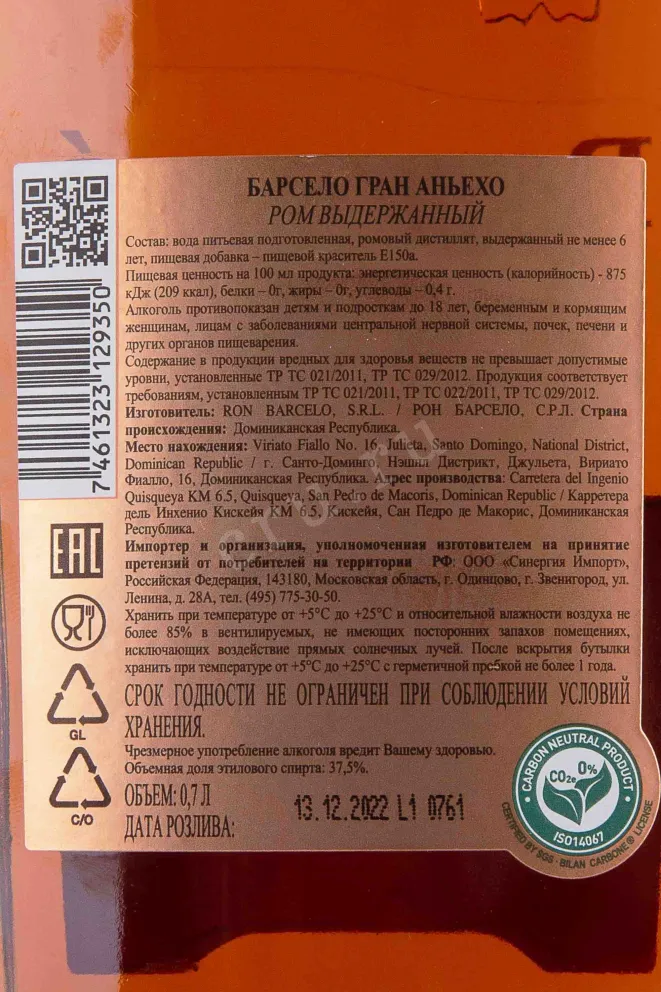 БАРСЕЛО ГРАН АНЬЕХО
РОМ ВЫДЕРЖАННЫЙ
Состав: вода питьевая подготовленная, ромовый дистиллят, выдержанный не менее 6
лет, пищевая добавка – пищевой краситель Е150а.
Пищевая ценность на 100 мл продукта: энергетическая ценность (калорийность) - 875
кДж (209 ккал), белки – 0г, жиры – 0г, углеводы – 0,4 г.
Алкоголь противопоказан детям и подросткам до 18 лет, беременным и кормящим
женщинам, лицам с заболеваниями центральной нервной системы, почек, печени и
других органов пищеварения.
Содержание в продукции вредных для здоровья веществ не превышает допустимые
уровни, установленные ТР ТС 021/2011, ТР ТС 029/2012. Продукция соответствует
требованиям, установленным ТР ТС 021/2011, ТР ТС 022/2011, ТР ТС 029/2012.
Изготовитель: RON BARCELO, S.R.L. / РОН БАРСЕЛО, С.Р.Л. Страна
происхождения: Доминиканская Республика.
Место нахождения: Viriato Fiallo No. 16, Julieta, Santo Domingo, National District,
Dominican Republic / г. Санто-Доминго, Нэшнл Дистрикт, Джульета, Вириато
Фиалло, 16, Доминиканская Республика. Адрес производства: Carretera del Ingenio
Quisqueya KM 6.5, Quisqueya, San Pedro de Macoris, Dominican Republic / Карретера
дель Инхенио Кискейя КМ 6.5, Кискейя, Сан Педро де Макорис, Доминиканская
Республика.
Импортер и организация, уполномоченная изготовителем на принятие
претензий от потребителей на территории РФ: ООО «Синергия Импорт»,
Российская Федерация, 143180, Московская область, г. Одинцово, г. Звенигород, ул.
Ленина, д. 28А, тел. (495) 775-30-50.
Хранить при температуре от +5°С до +25°С и относительной влажности воздуха не
более 85% в вентилируемых, не имеющих посторонних запахов помещениях,
исключающих воздействие прямых солнечных лучей. После вскрытия бутылки
хранить при температуре от +5°С до +25°С с герметичной пробкой не более 1 года.
СРОК ГОДНОСТИ НЕ ОГРАНИЧЕН ПРИ СОБЛЮДЕНИИ УСЛОВИЙ
ХРАНЕНИЯ.
Чрезмерное употребление алкоголя вредит Вашему здоровью.
Объемная доля этилового спирта: 37,5%.
ОБЪЕМ: 0,7 Л
ДАТА РОЗЛИВА:
13.12.2022 L1 0761
7 461323 129350
EAC
GL
C/O
CARBON NEUTRAL PRODUCT
CO2e 0%
ISO14067
CERTIFIED BY SGS - BILAN CARBONE® LICENSE